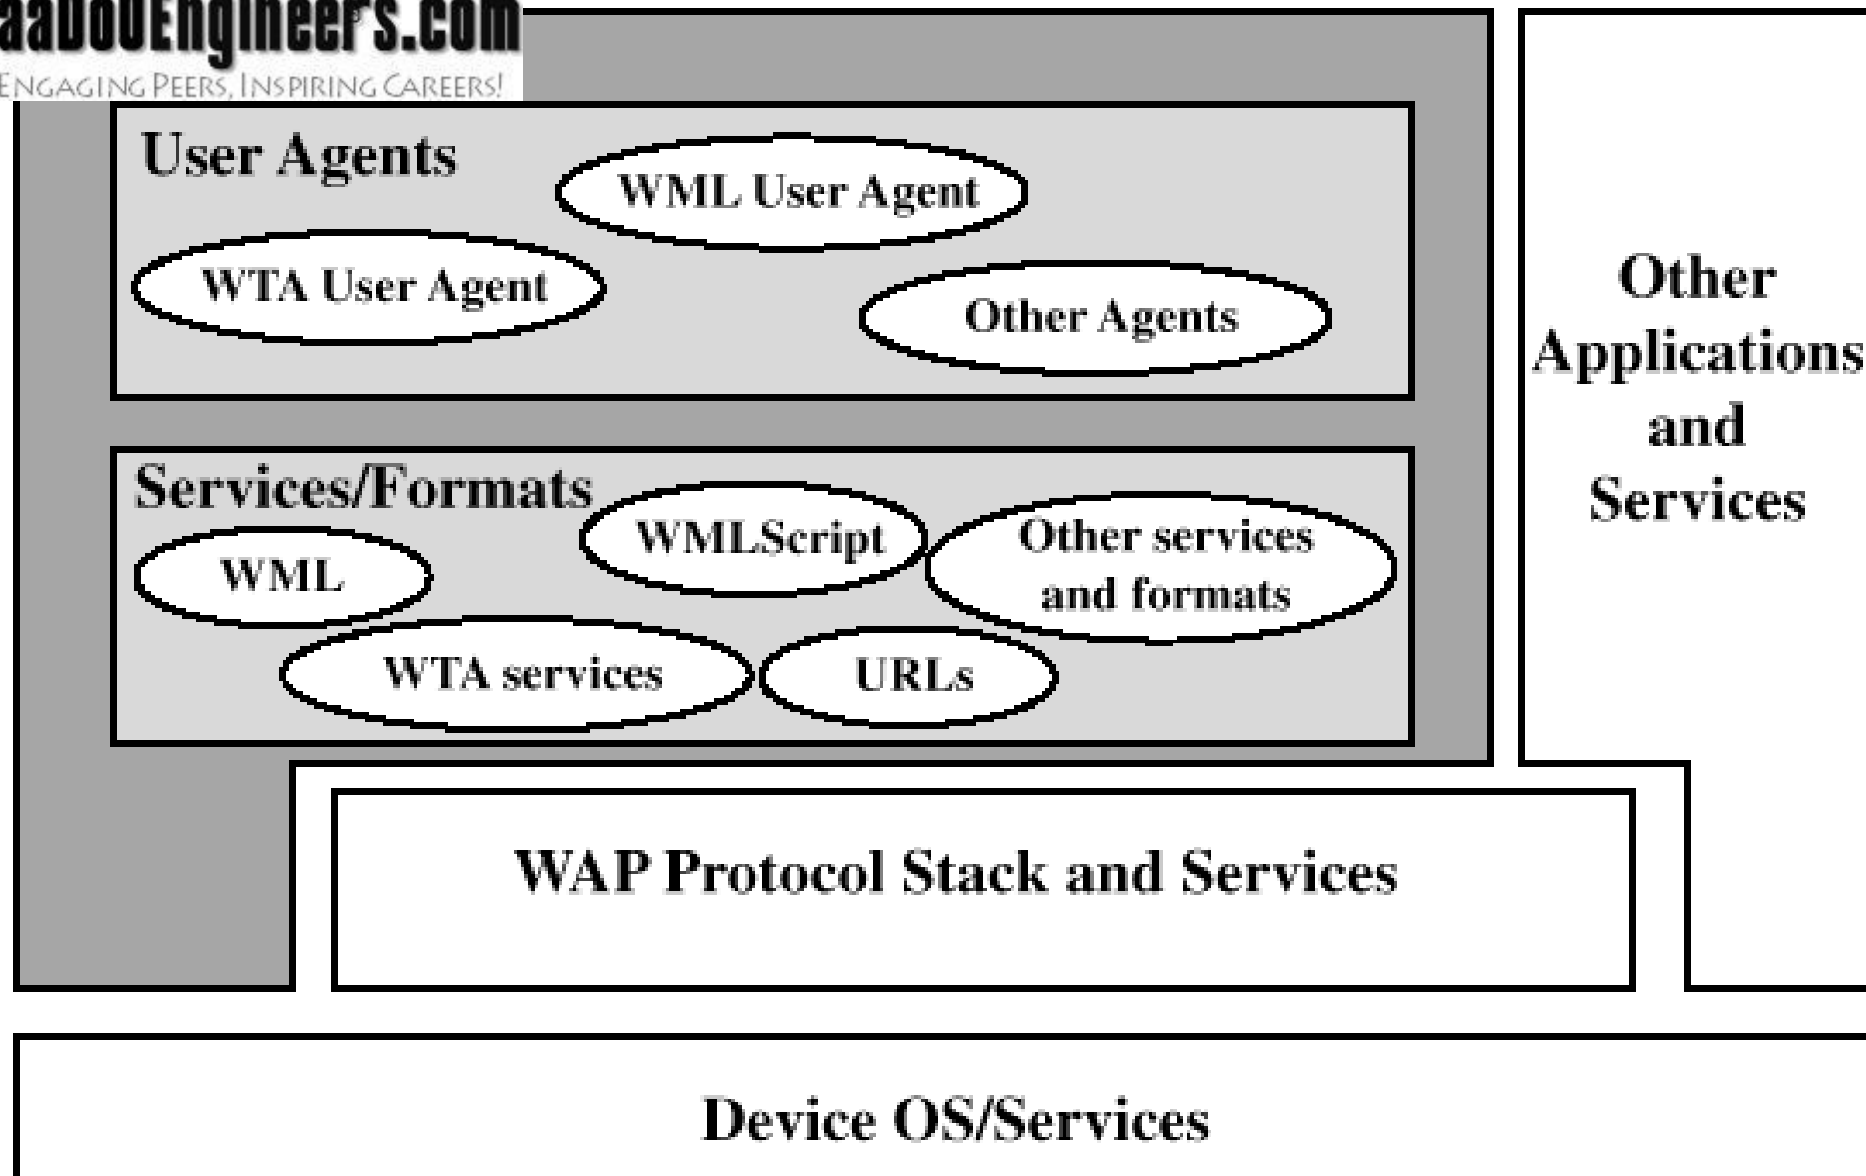 aaDooEngineers.com
ENGAGING PEERS, INSPIRING CAREERS!
User Agents
WML User Agent
WTA User Agent
Other Agents
Services/Formats
WMLScript
Other services
and formats
WML
WTA services
URLs
Other
Applications
and
Services
WAP Protocol Stack and Services
Device OS/Services